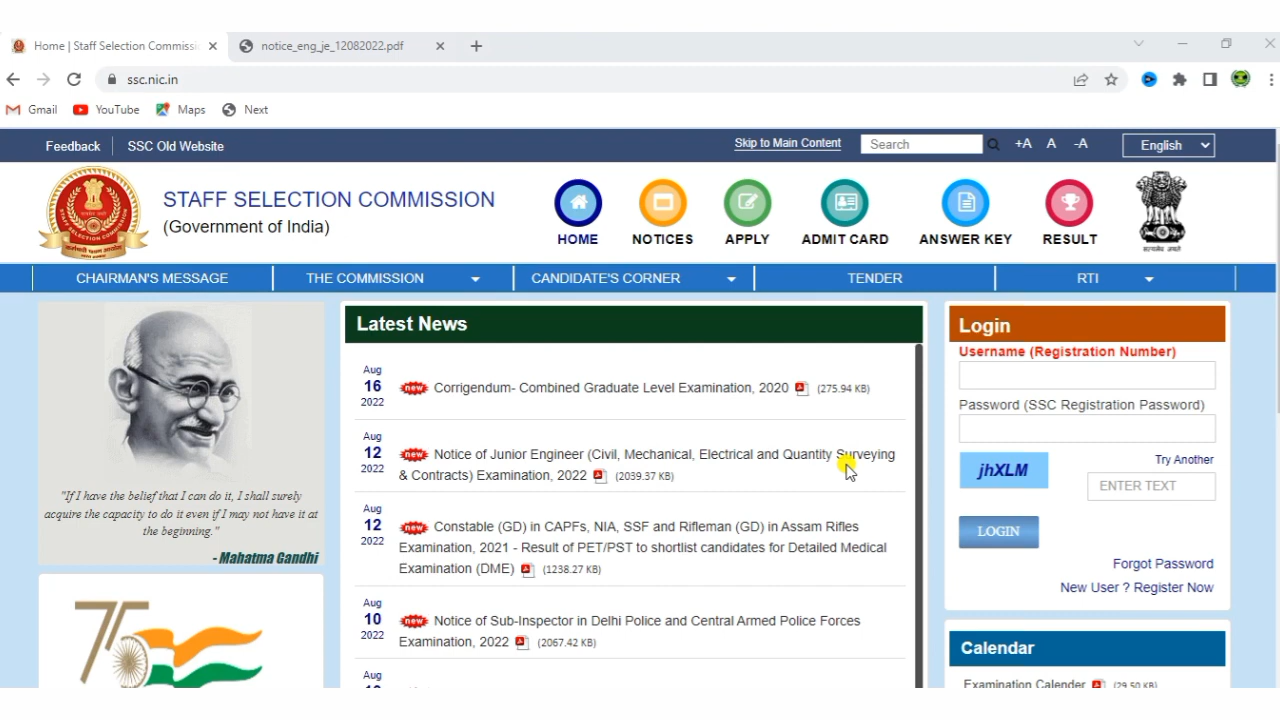 Home | Staff Selection Commissi
notice_eng_je_12082022.pdf
ssc.nic.in
Gmail
YouTube
Maps
Next
Feedback
SSC Old Website
Skip to Main Content
Search
+A
A
-A
English
STAFF SELECTION COMMISSION
(Government of India)
HOME
NOTICES
APPLY
ADMIT CARD
ANSWER KEY
RESULT
CHAIRMAN'S MESSAGE
THE COMMISSION
CANDIDATE'S CORNER
TENDER
RTI
"If I have the belief that I can do it, I shall surely
acquire the capacity to do it even if I may not have it at
the beginning."
- Mahatma Gandhi
75
Latest News
Aug
16
2022
new Corrigendum- Combined Graduate Level Examination, 2020 (275.94 KB)
Aug
12
2022
new Notice of Junior Engineer (Civil, Mechanical, Electrical and Quantity Surveying
& Contracts) Examination, 2022 (2039.37 KB)
Aug
12
2022
new Constable (GD) in CAPFs, NIA, SSF and Rifleman (GD) in Assam Rifles
Examination, 2021 - Result of PET/PST to shortlist candidates for Detailed Medical
Examination (DME) (1238.27 KB)
Aug
10
2022
new Notice of Sub-Inspector in Delhi Police and Central Armed Police Forces
Examination, 2022 (2067.42 KB)
Aug
Login
Username (Registration Number)
Password (SSC Registration Password)
jhXLM
Try Another
ENTER TEXT
LOGIN
Forgot Password
New User ? Register Now
Calendar
Examination Calender (29.50 KB)